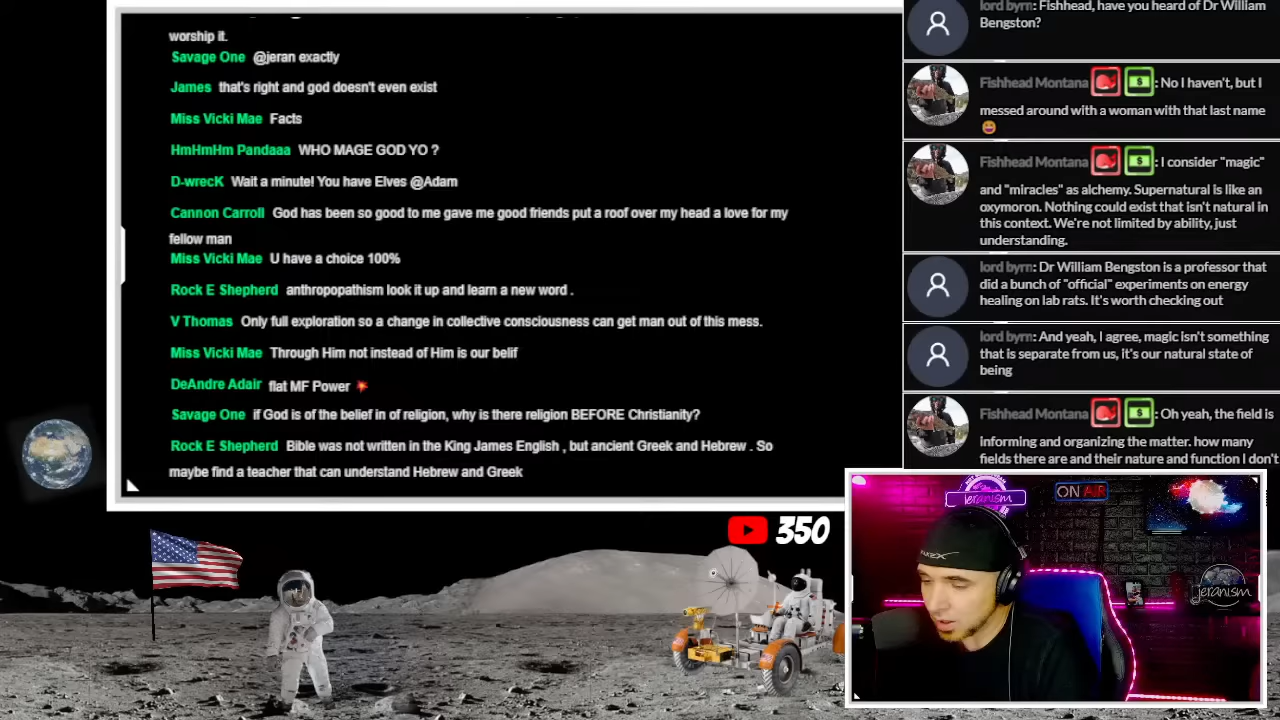 worship it.
Savage One @jeran exactly
James that's right and god doesn't even exist
Miss Vicki Mae Facts
HmHmHm Pandaaa WHO MAGE GOD YO ?
D-wrecK Wait a minute! You have Elves @Adam
Cannon Carroll God has been so good to me gave me good friends put a roof over my head a love for my
fellow man
Miss Vicki Mae U have a choice 100%
Rock E Shepherd anthropopathism look it up and learn a new word .
V Thomas Only full exploration so a change in collective consciousness can get man out of this mess.
Miss Vicki Mae Through Him not instead of Him is our belif
DeAndre Adair flat MF Power
Savage One if God is of the belief in of religion, why is there religion BEFORE Christianity?
Rock E Shepherd Bible was not written in the King James English , but ancient Greek and Hebrew . So
maybe find a teacher that can understand Hebrew and Greek
lord byrn: Fishhead, have you heard of Dr William
Bengston?
Fishhead Montana : No I haven't, but I
messed around with a woman with that last name
Fishhead Montana : I consider "magic"
and "miracles" as alchemy. Supernatural is like an
oxymoron. Nothing could exist that isn't natural in
this context. We're not limited by ability, just
understanding.
lord byrn: Dr William Bengston is a professor that
did a bunch of "official" experiments on energy
healing on lab rats. It's worth checking out
lord byrn: And yeah, I agree, magic isn't something
that is separate from us, it's our natural state of
being
Fishhead Montana : Oh yeah, the field is
informing and organizing the matter. how many
fields there are and their nature and function I don't
350
Jeranism
ON AIR
jeranism